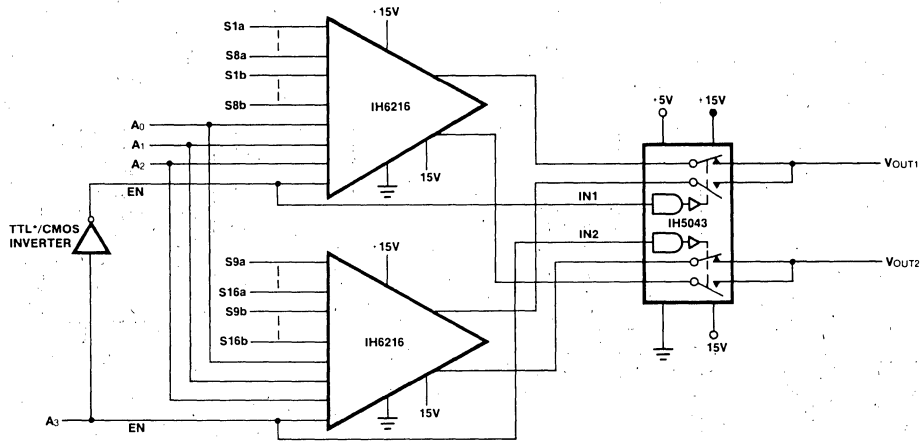 +15V
S1a
S8a
S1b
S8b
IH6216
A0
A1
A2
EN
15V
TTL*/CMOS
INVERTER
+5V
+15V
VOUT1
IN1
IH5043
IN2
VOUT2
15V
+15V
S9a
S16a
S9b
S16b
IH6216
15V
A3
EN